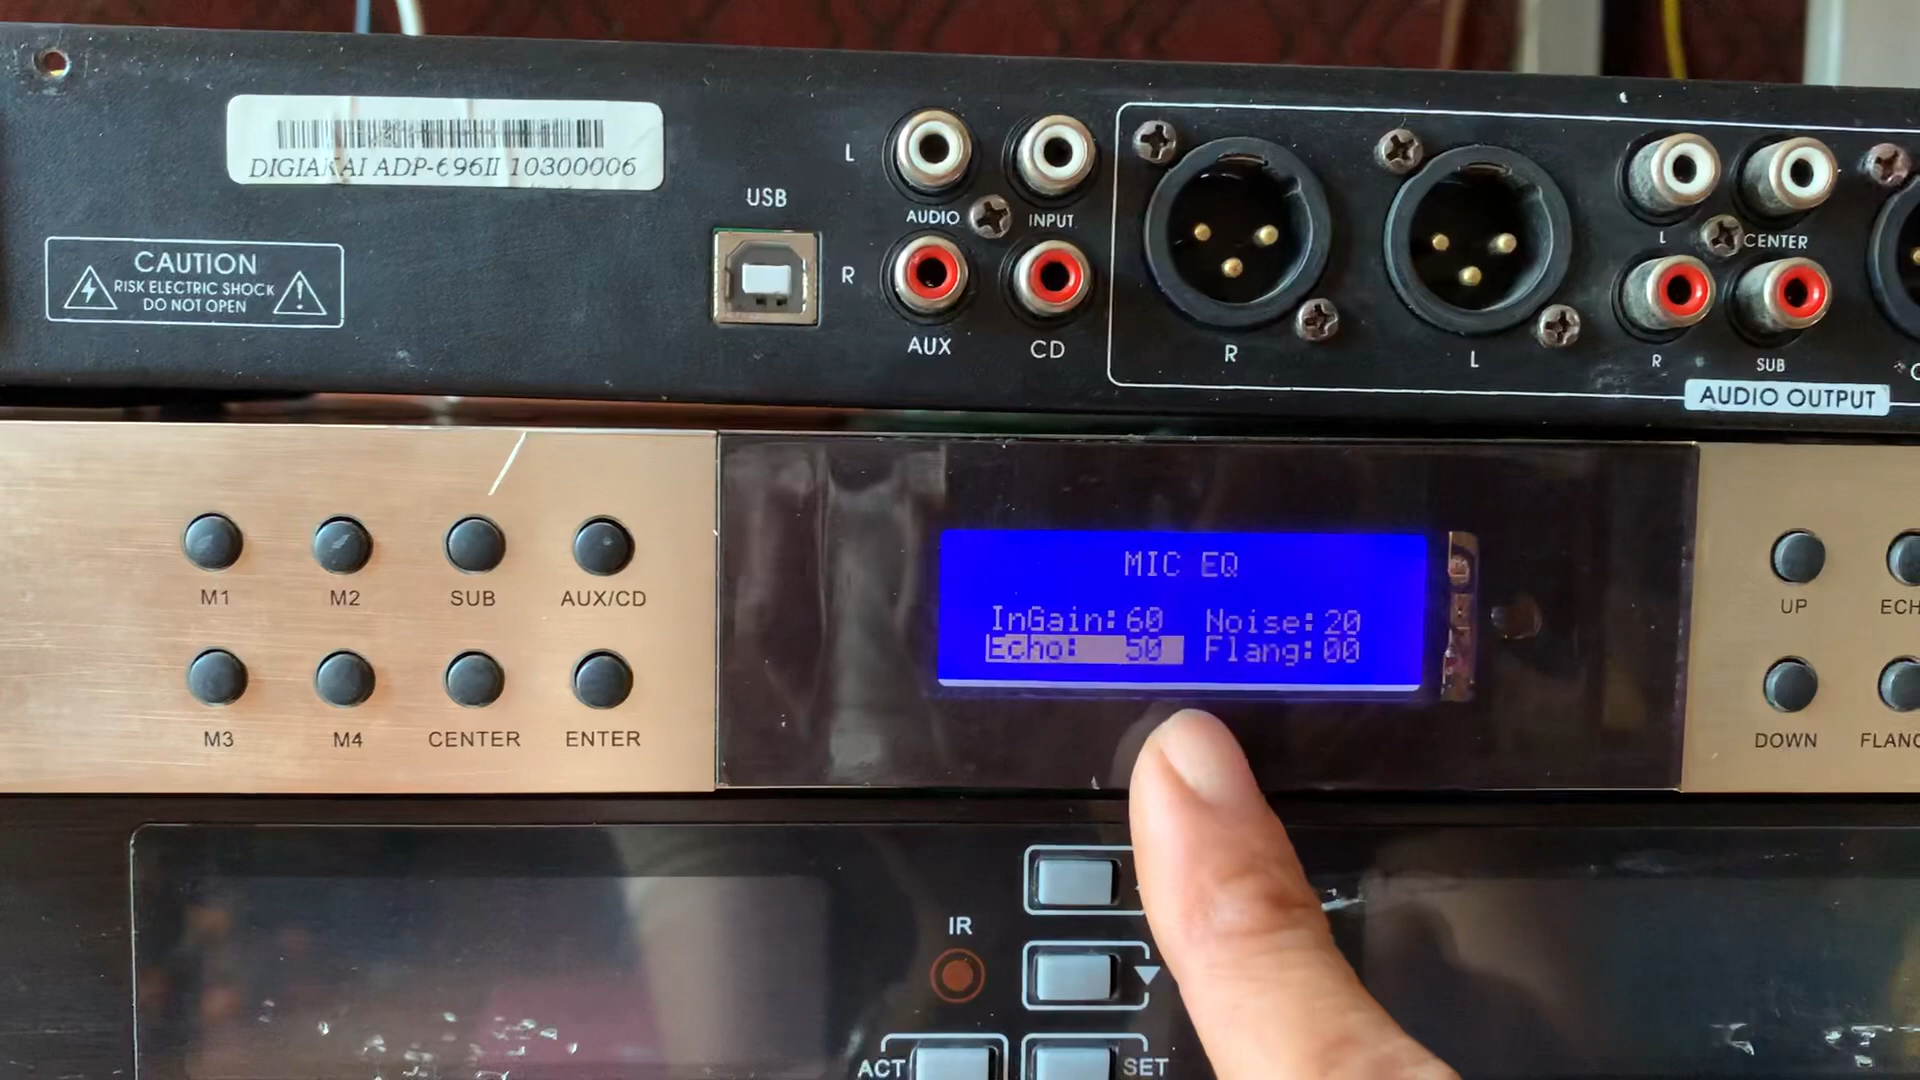 DIGIAKAI ADP-696II 10300006
CAUTION
RISK ELECTRIC SHOCK
DO NOT OPEN
USB
L
R
AUDIO
INPUT
AUX
CD
R
L
L
CENTER
R
SUB
AUDIO OUTPUT
M1
M2
SUB
AUX/CD
M3
M4
CENTER
ENTER
MIC EQ
InGain:60 Noise:20
Echo: 50 Flang:00
UP
ECH
DOWN
FLANG
IR
ACT
SET